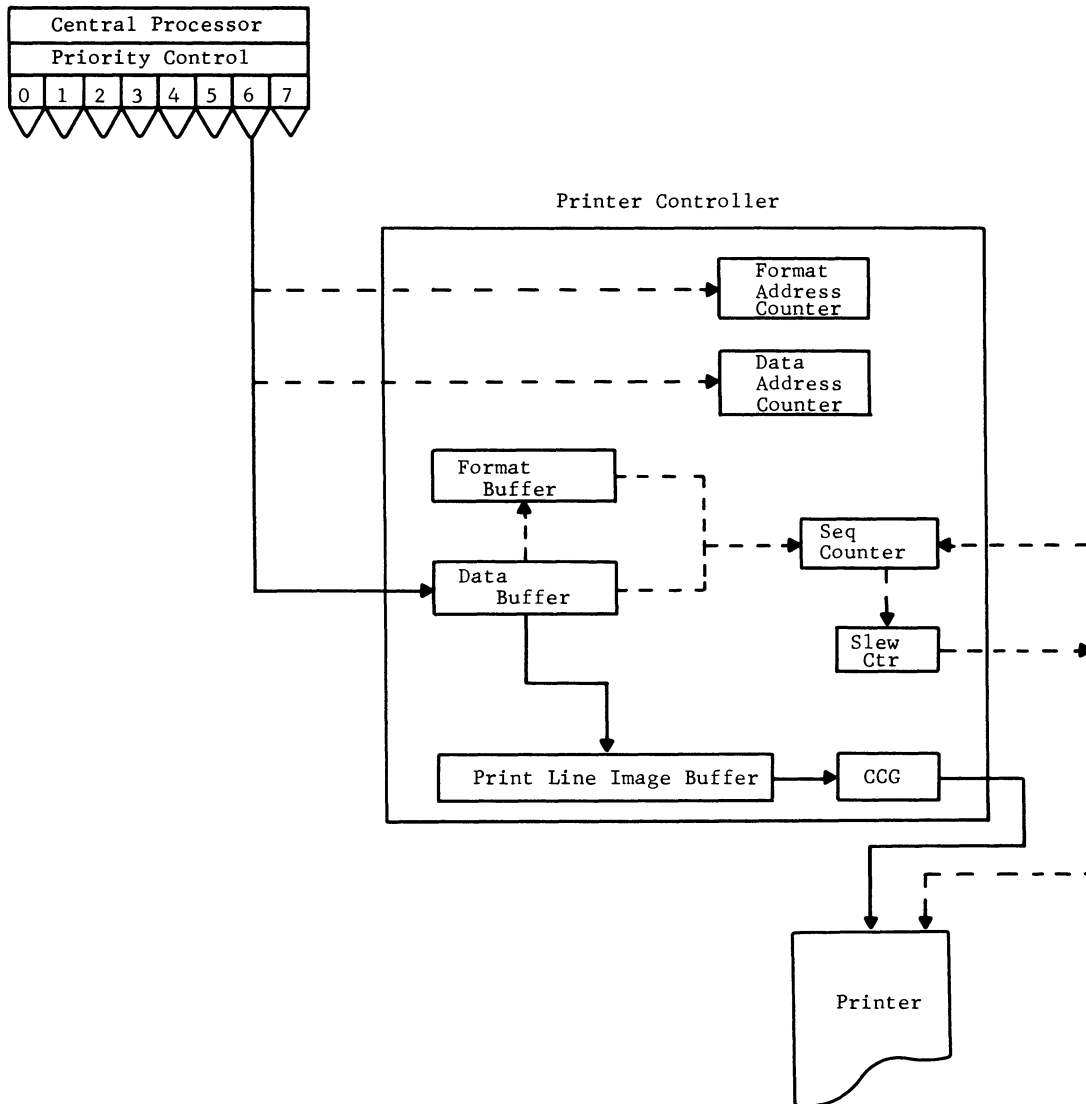 Central Processor
Priority Control
0 1 2 3 4 5 6 7
Printer Controller
Format
Address
Counter
Data
Address
Counter
Format
Buffer
Seq
Counter
Data
Buffer
Slew
Ctr
Print Line Image Buffer
CCG
Printer